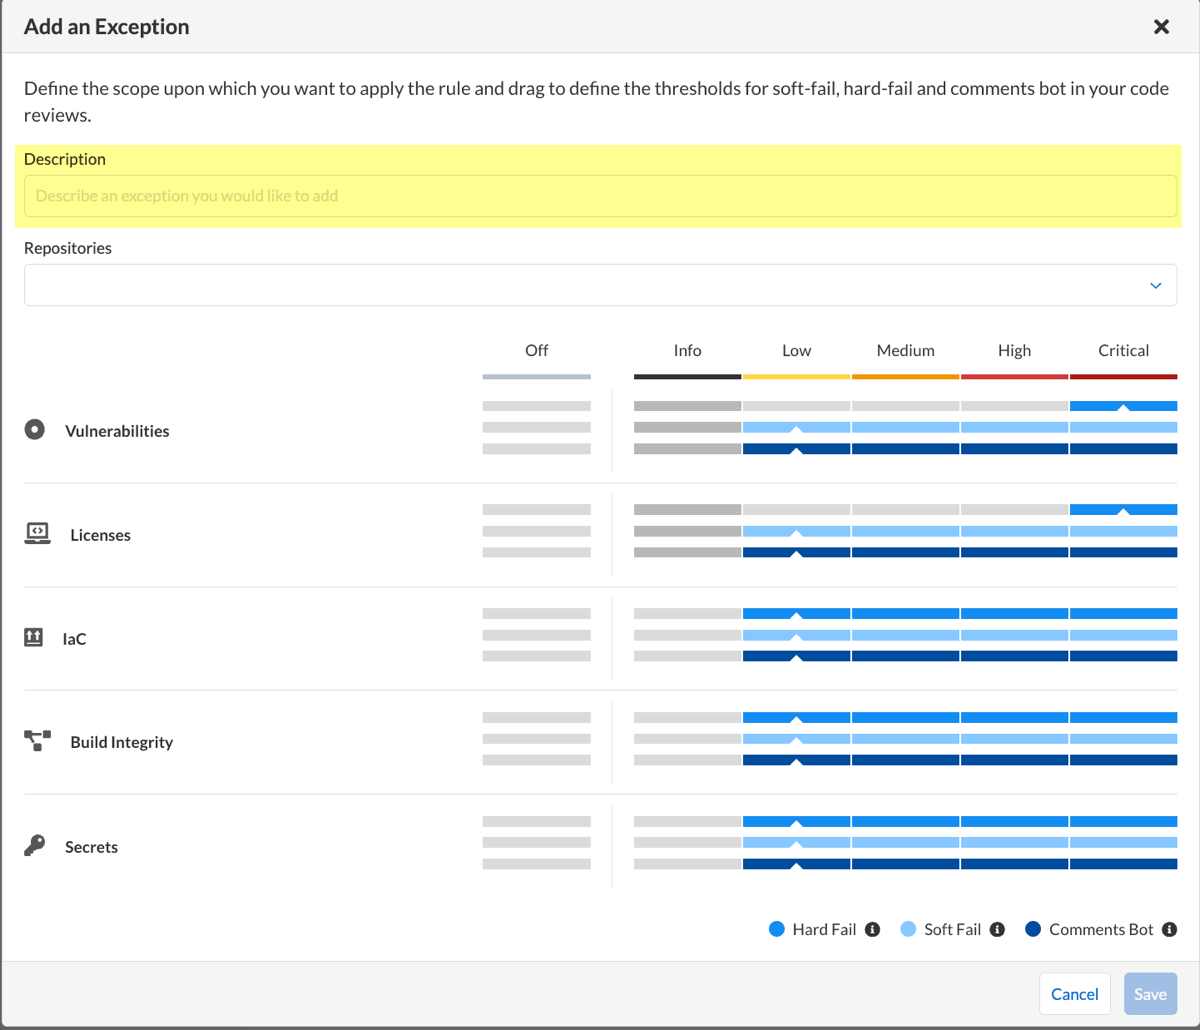 Add an Exception
Define the scope upon which you want to apply the rule and drag to define the thresholds for soft-fail, hard-fail and comments bot in your code
reviews.
Description
Describe an exception you would like to add
Repositories
Off Info Low Medium High Critical
Vulnerabilities
Licenses
IaC
Build Integrity
Secrets
Hard Fail Soft Fail Comments Bot
Cancel Save